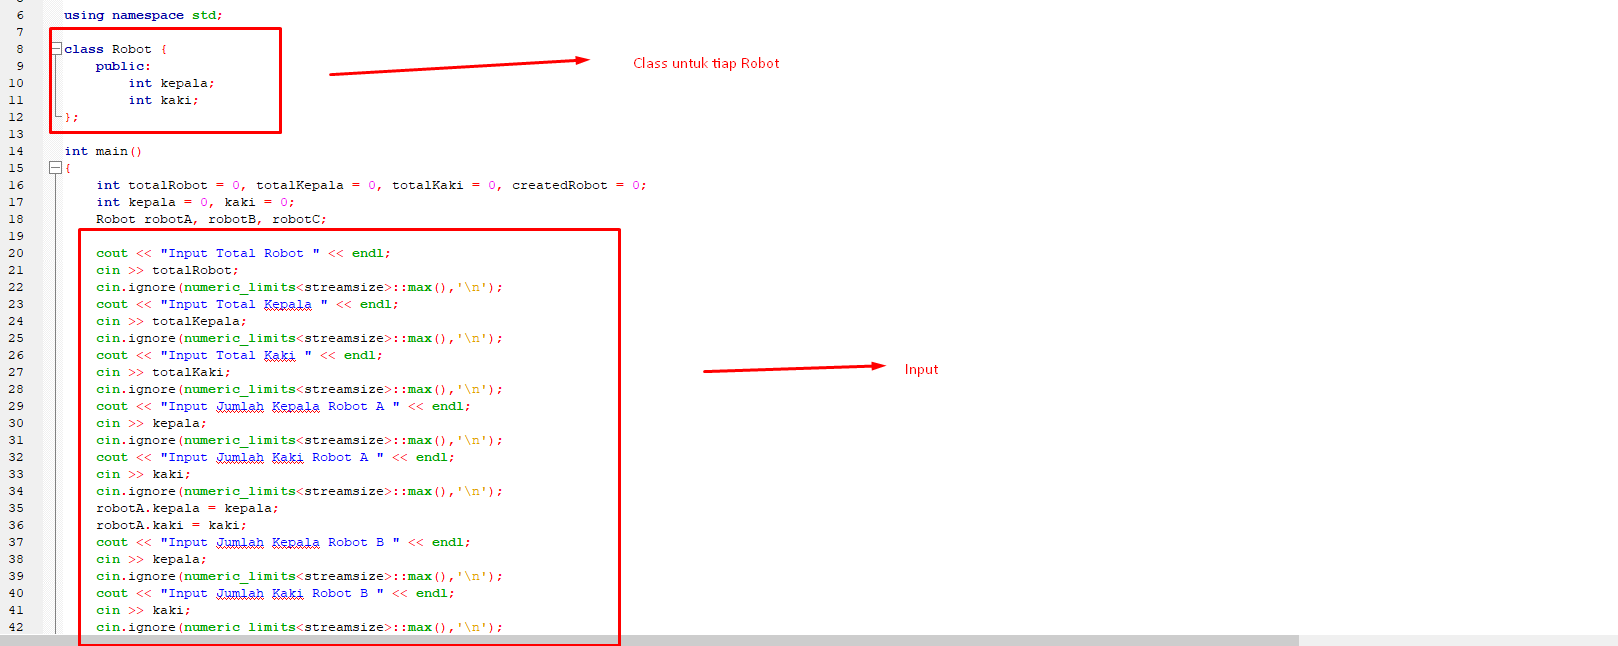 6 using namespace std;
7
8 class Robot {
9 public:
10 int kepala;
11 int kaki;
12 };
13
14 int main()
15 {
16 int totalRobot = 0, totalKepala = 0, totalKaki = 0, createdRobot = 0;
17 int kepala = 0, kaki = 0;
18 Robot robotA, robotB, robotC;
19
20 cout << "Input Total Robot " << endl;
21 cin >> totalRobot;
22 cin.ignore(numeric_limits<streamsize>::max(),'\n');
23 cout << "Input Total Kepala " << endl;
24 cin >> totalKepala;
25 cin.ignore(numeric_limits<streamsize>::max(),'\n');
26 cout << "Input Total Kaki " << endl;
27 cin >> totalKaki;
28 cin.ignore(numeric_limits<streamsize>::max(),'\n');
29 cout << "Input Jumlah Kepala Robot A " << endl;
30 cin >> kepala;
31 cin.ignore(numeric_limits<streamsize>::max(),'\n');
32 cout << "Input Jumlah Kaki Robot A " << endl;
33 cin >> kaki;
34 cin.ignore(numeric_limits<streamsize>::max(),'\n');
35 robotA.kepala = kepala;
36 robotA.kaki = kaki;
37 cout << "Input Jumlah Kepala Robot B " << endl;
38 cin >> kepala;
39 cin.ignore(numeric_limits<streamsize>::max(),'\n');
40 cout << "Input Jumlah Kaki Robot B " << endl;
41 cin >> kaki;
42 cin.ignore(numeric_limits<streamsize>::max(),'\n');
Class untuk tiap Robot
Input